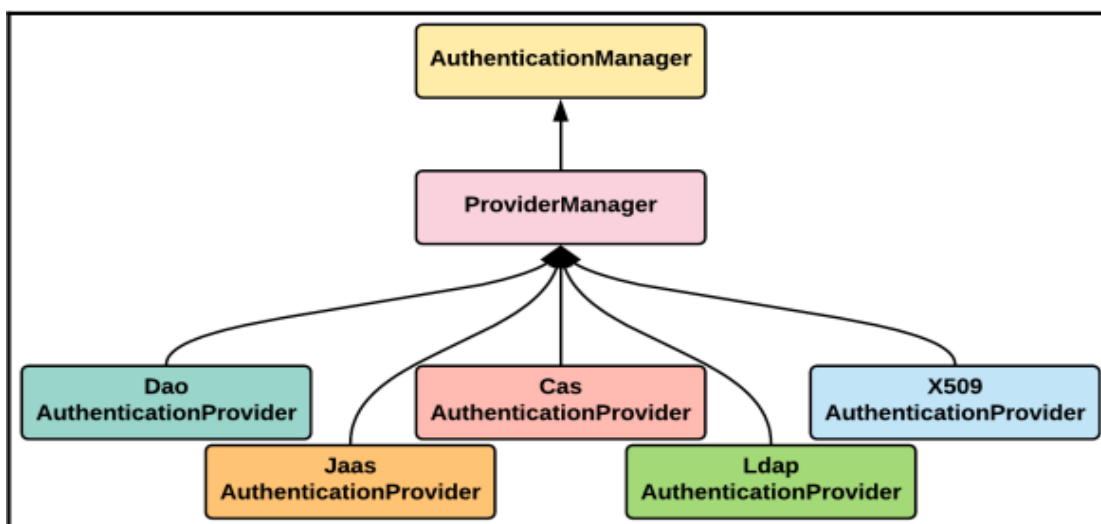 AuthenticationManager
ProviderManager
Dao
AuthenticationProvider
Cas
AuthenticationProvider
X509
AuthenticationProvider
Jaas
AuthenticationProvider
Ldap
AuthenticationProvider